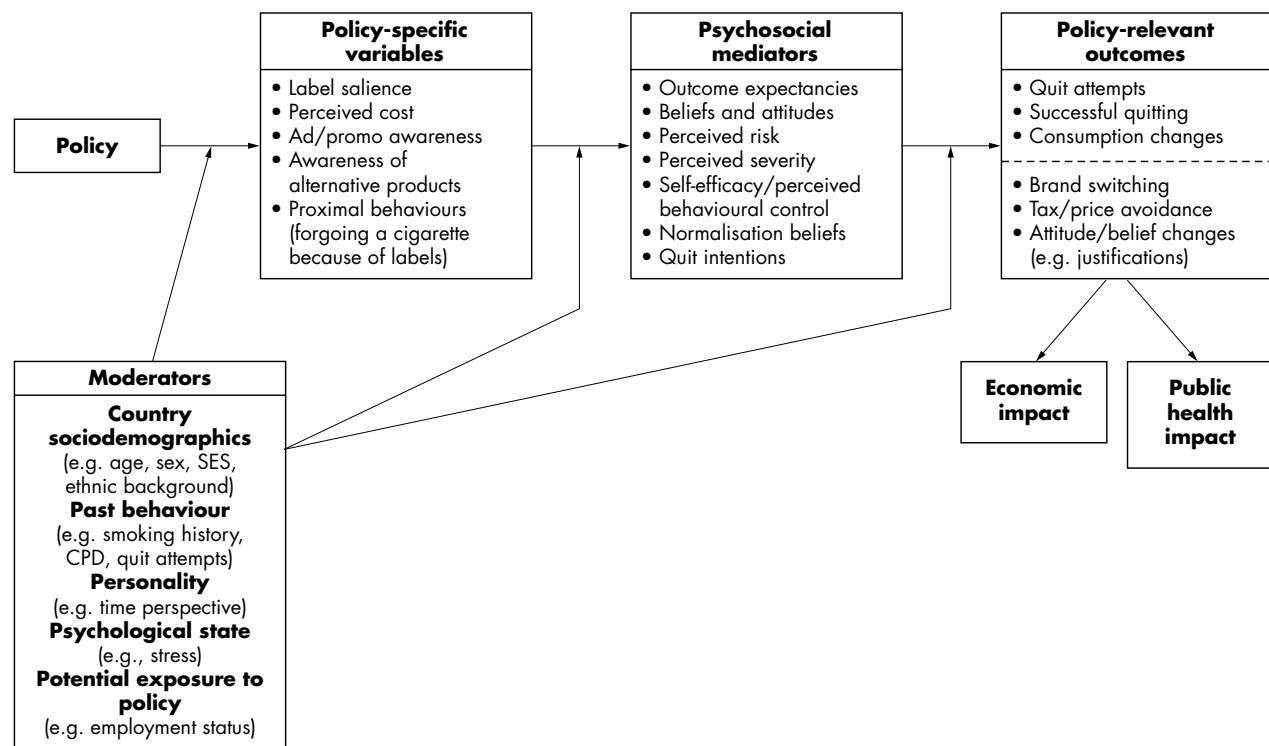 Policy
Policy-specific
variables
• Label salience
• Perceived cost
• Ad/promo awareness
• Awareness of
alternative products
• Proximal behaviours
(forgoing a cigarette
because of labels)
Psychosocial
mediators
• Outcome expectancies
• Beliefs and attitudes
• Perceived risk
• Perceived severity
• Self-efficacy/perceived
behavioural control
• Normalisation beliefs
• Quit intentions
Policy-relevant
outcomes
• Quit attempts
• Successful quitting
• Consumption changes
• Brand switching
• Tax/price avoidance
• Attitude/belief changes
(e.g. justifications)
Moderators
Country
sociodemographics
(e.g. age, sex, SES,
ethnic background)
Past behaviour
(e.g. smoking history,
CPD, quit attempts)
Personality
(e.g. time perspective)
Psychological state
(e.g., stress)
Potential exposure to
policy
(e.g. employment status)
Economic
impact
Public
health
impact